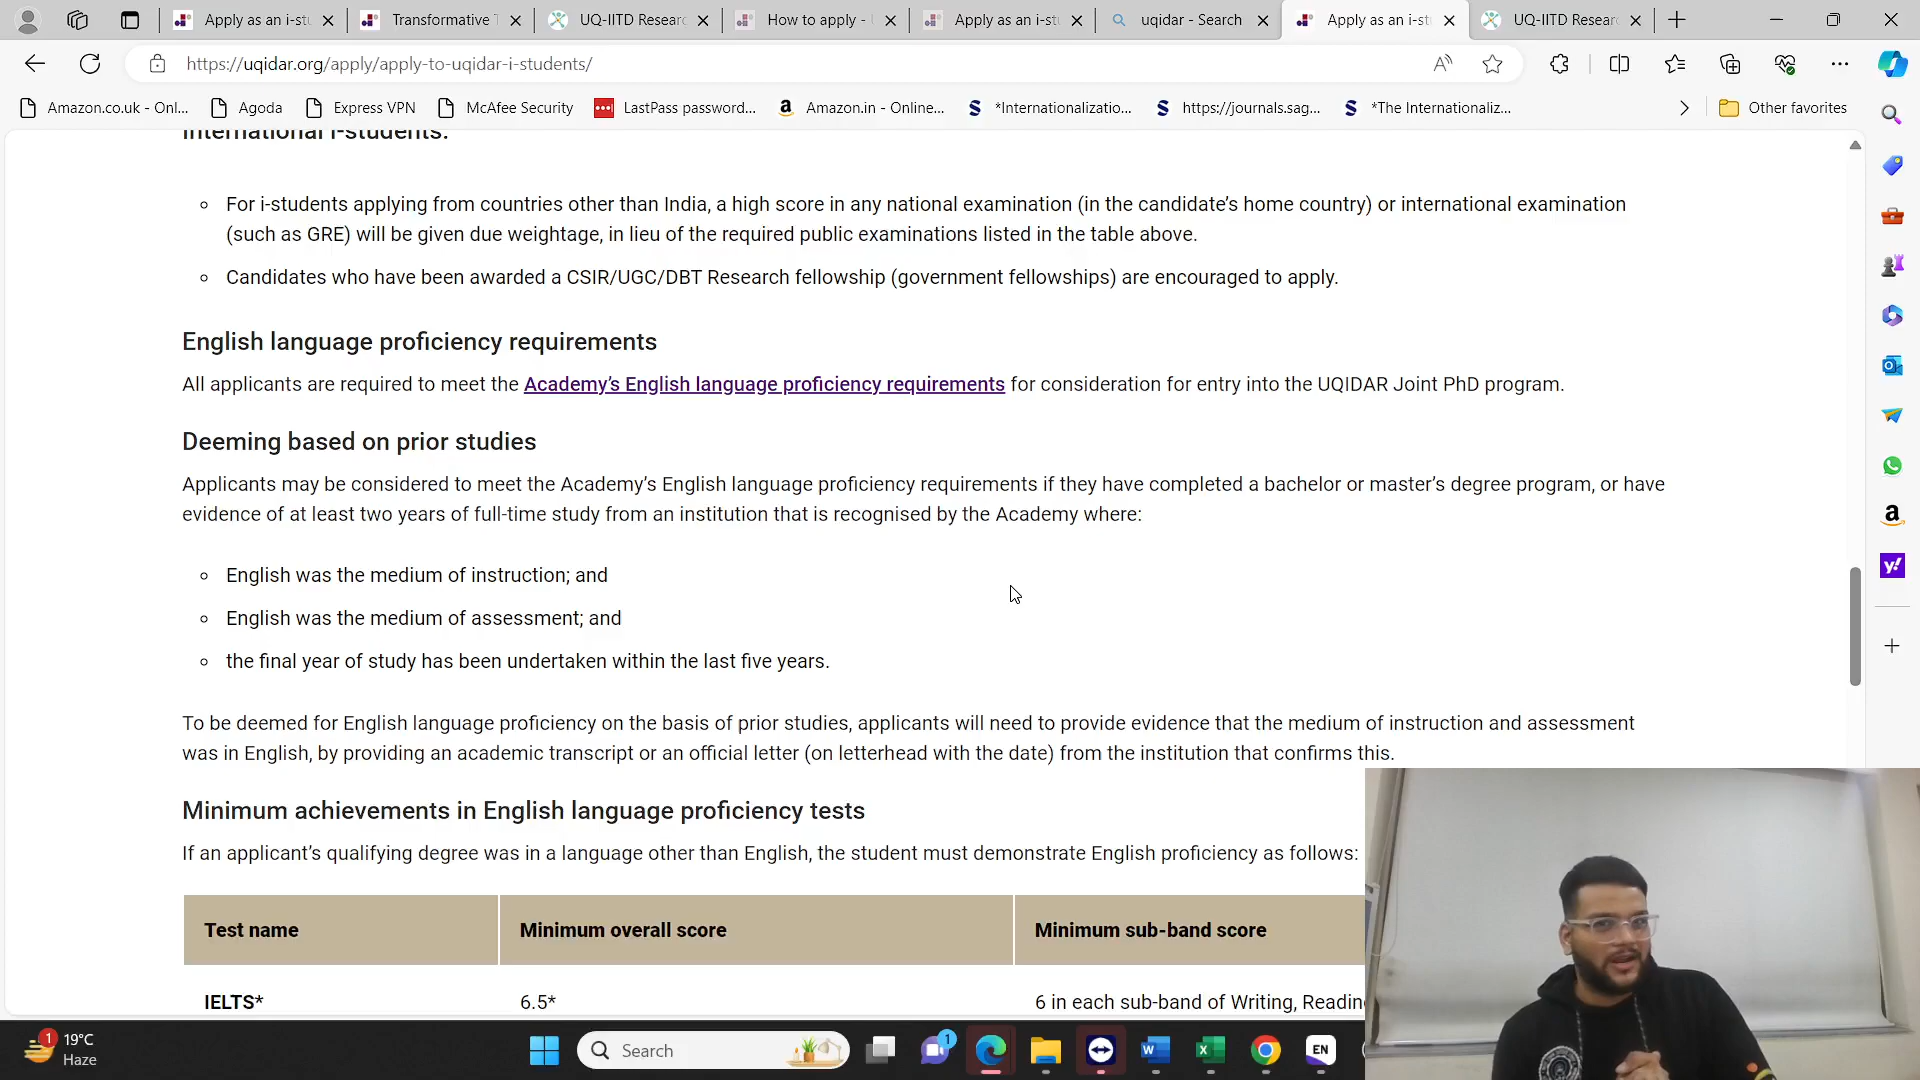 Apply as an i-stu
Transformative T
UQ-IITD Researc
How to apply -
Apply as an i-stu
uqidar - Search
Apply as an i-stu
UQ-IITD Researc
https://uqidar.org/apply/apply-to-uqidar-i-students/
Amazon.co.uk - Onl...
Agoda
Express VPN
McAfee Security
LastPass password...
Amazon.in - Online...
*Internationalizatio...
https://journals.sag...
*The Internationaliz...
Other favorites
International i-students:
For i-students applying from countries other than India, a high score in any national examination (in the candidate's home country) or international examination
(such as GRE) will be given due weightage, in lieu of the required public examinations listed in the table above.
Candidates who have been awarded a CSIR/UGC/DBT Research fellowship (government fellowships) are encouraged to apply.
English language proficiency requirements
All applicants are required to meet the Academy's English language proficiency requirements for consideration for entry into the UQIDAR Joint PhD program.
Deeming based on prior studies
Applicants may be considered to meet the Academy's English language proficiency requirements if they have completed a bachelor or master's degree program, or have
evidence of at least two years of full-time study from an institution that is recognised by the Academy where:
English was the medium of instruction; and
English was the medium of assessment; and
the final year of study has been undertaken within the last five years.
To be deemed for English language proficiency on the basis of prior studies, applicants will need to provide evidence that the medium of instruction and assessment
was in English, by providing an academic transcript or an official letter (on letterhead with the date) from the institution that confirms this.
Minimum achievements in English language proficiency tests
If an applicant's qualifying degree was in a language other than English, the student must demonstrate English proficiency as follows:
Test name
Minimum overall score
Minimum sub-band score
IELTS*
6.5*
6 in each sub-band of Writing, Reading
1
19°C
Haze
Search
1
EN